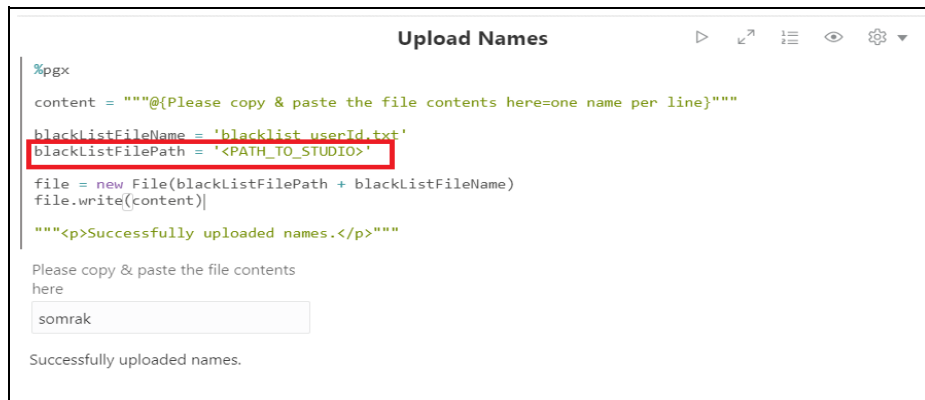 Upload Names
%pgx
content = """@{Please copy & paste the file contents here=one name per line}"""
blackListFileName = 'blacklist_userId.txt'
blackListFilePath = '<PATH_TO_STUDIO>'
file = new File(blackListFilePath + blackListFileName)
file.write(content)
"""<p>Successfully uploaded names.</p>"""
Please copy & paste the file contents
here
somrak
Successfully uploaded names.